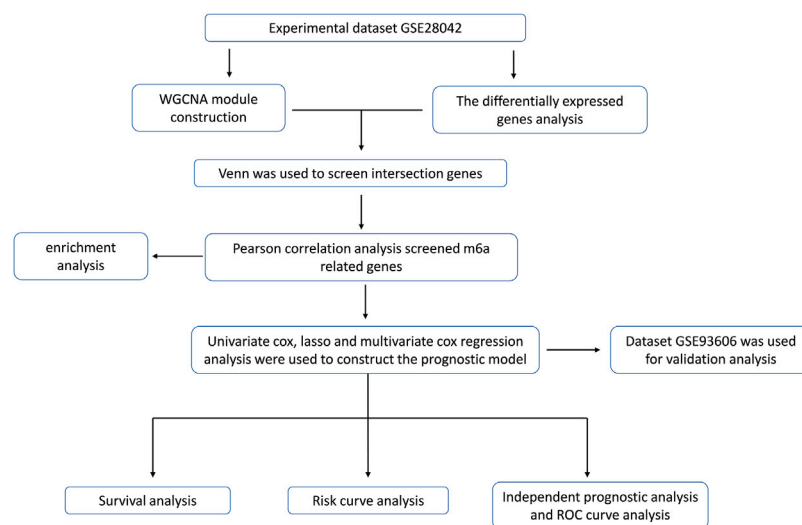 Experimental dataset GSE28042
WGCNA module
construction
The differentially expressed
genes analysis
Venn was used to screen intersection genes
enrichment
analysis
Pearson correlation analysis screened m6a
related genes
Univariate cox, lasso and multivariate cox regression
analysis were used to construct the prognostic model
Dataset GSE93606 was used
for validation analysis
Survival analysis
Risk curve analysis
Independent prognostic analysis
and ROC curve analysis